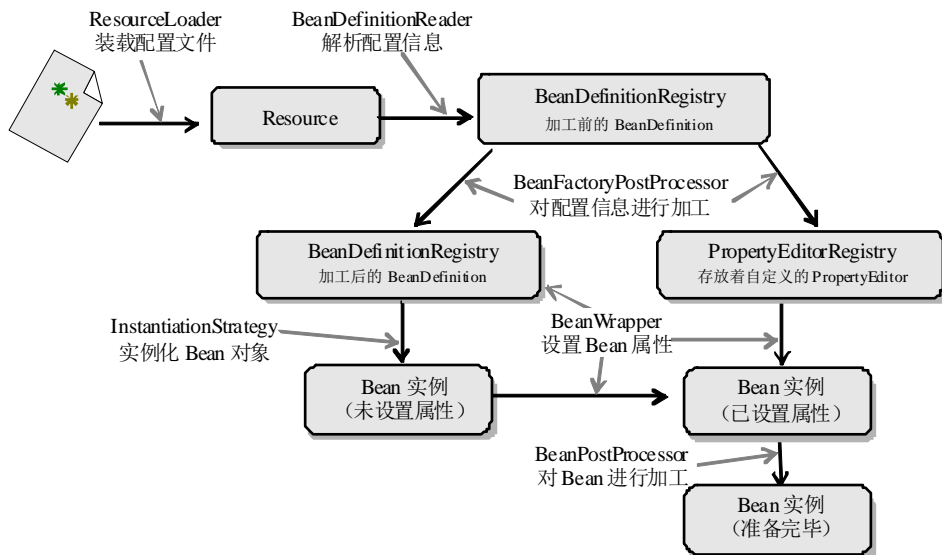 ResourceLoader
装载配置文件
BeanDefinitionReader
解析配置信息
Resource
BeanDefinitionRegistry
加工前的 BeanDefinition
BeanFactoryPostProcessor
对配置信息进行加工
BeanDefinitionRegistry
加工后的 BeanDefinition
PropertyEditorRegistry
存放着自定义的 PropertyEditor
InstantiationStrategy
实例化 Bean 对象
BeanWrapper
设置 Bean 属性
Bean 实例
（未设置属性）
Bean 实例
（已设置属性）
BeanPostProcessor
对 Bean 进行加工
Bean 实例
（准备完毕）